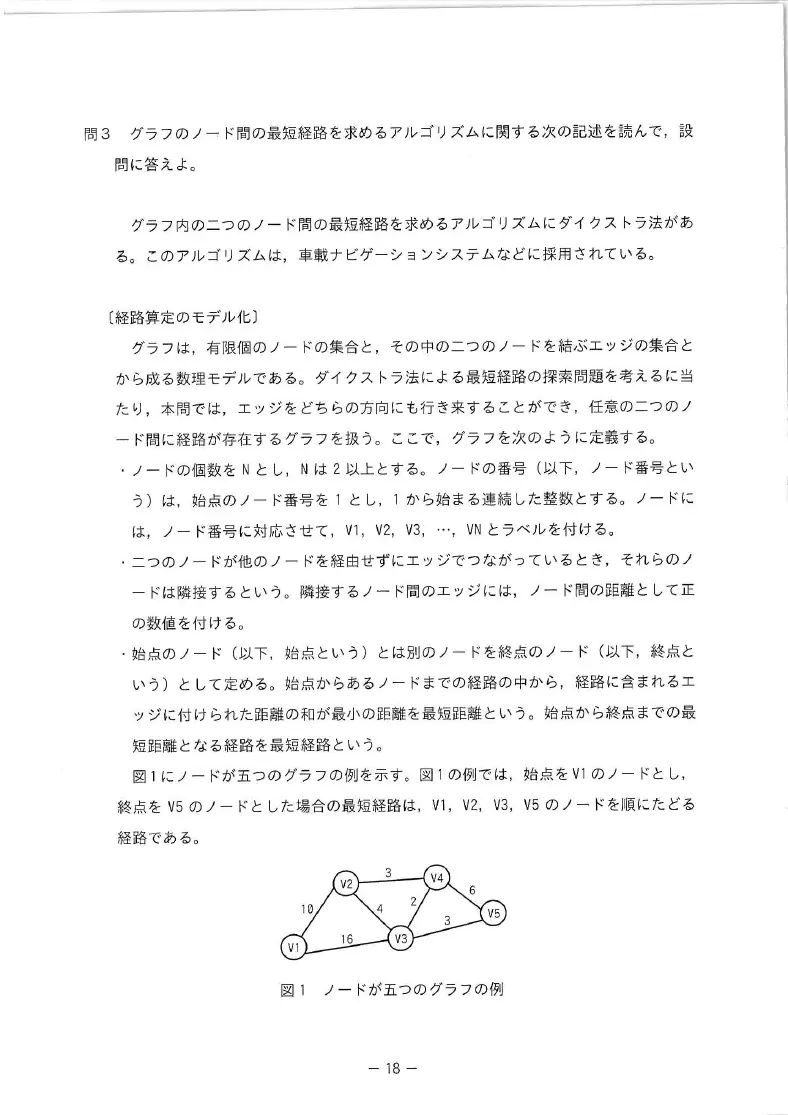 問3 グラフのノード間の最短経路を求めるアルゴリズムに関する次の記述を読んで，設
問に答えよ。
グラフ内の二つのノード間の最短経路を求めるアルゴリズムにダイクストラ法があ
る。このアルゴリズムは，車載ナビゲーションシステムなどに採用されている。
〔経路算定のモデル化〕
グラフは，有限個のノードの集合と，その中の二つのノードを結ぶエッジの集合と
から成る数理モデルである。ダイクストラ法による最短経路の探索問題を考えるに当
たり，本問では，エッジをどちらの方向にも行き来することができ，任意の二つのノ
ード間に経路が存在するグラフを扱う。ここで，グラフを次のように定義する。
・ノードの個数を N とし，N は 2 以上とする。ノードの番号（以下，ノード番号とい
う）は，始点のノード番号を 1 とし，1 から始まる連続した整数とする。ノードに
は，ノード番号に対応させて，V1，V2，V3，…，VN とラベルを付ける。
・二つのノードが他のノードを経由せずにエッジでつながっているとき，それらのノ
ードは隣接するという。隣接するノード間のエッジには，ノード間の距離として正
の数値を付ける。
・始点のノード（以下，始点という）とは別のノードを終点のノード（以下，終点と
いう）として定める。始点からあるノードまでの経路の中から，経路に含まれるエ
ッジに付けられた距離の和が最小の距離を最短距離という。始点から終点までの最
短距離となる経路を最短経路という。
図1にノードが五つのグラフの例を示す。図1の例では，始点をV1のノードとし，
終点を V5 のノードとした場合の最短経路は，V1，V2，V3，V5 のノードを順にたどる
経路である。
V2 3 V4
6
10 4 2
3 V5
V1 16 V3
図1 ノードが五つのグラフの例
− 18 −